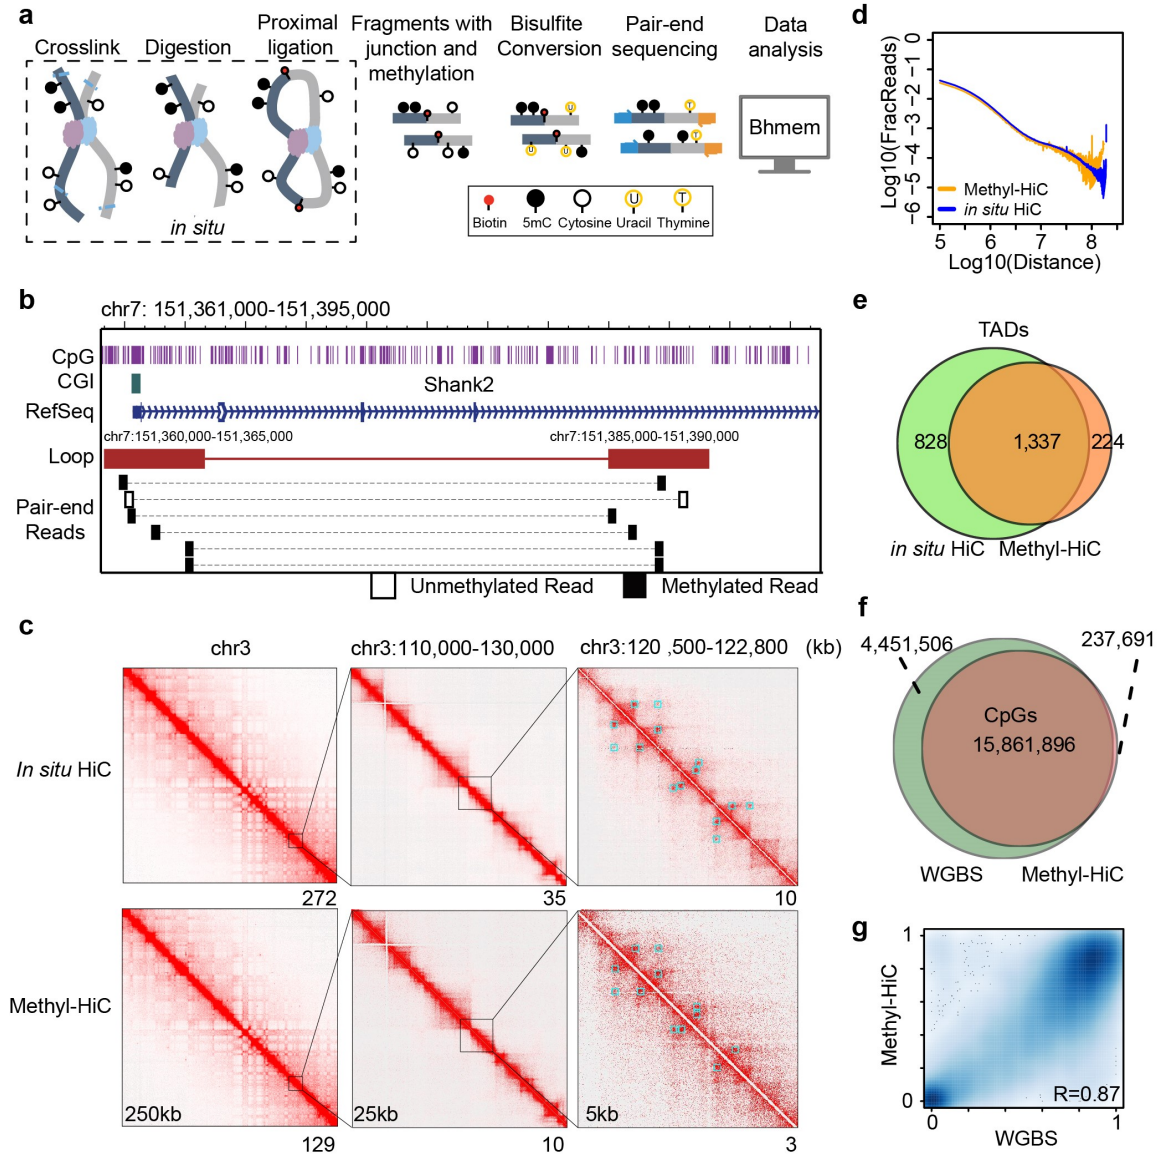 a
Crosslink
Digestion
Proximal
ligation
Fragments with
junction and
methylation
Bisulfite
Conversion
Pair-end
sequencing
Data
analysis
U
T
U
U
T
Bhmem
in situ
U
T
Biotin
5mC
Cytosine
Uracil
Thymine
b
chr7: 151,361,000-151,395,000
CpG
CGI
Shank2
RefSeq
chr7:151,360,000-151,365,000
chr7:151,385,000-151,390,000
Loop
Pair-end
Reads
Unmethylated Read
Methylated Read
c
chr3
chr3:110,000-130,000
chr3:120 ,500-122,800
(kb)
In situ HiC
272
35
10
Methyl-HiC
250kb
25kb
5kb
129
10
3
d
Log10(FracReads)
0
−1
−2
−3
−4
−5
−6
Methyl-HiC
in situ HiC
5
6
7
8
Log10(Distance)
e
TADs
828
1,337
224
in situ HiC
Methyl-HiC
f
4,451,506
237,691
CpGs
15,861,896
WGBS
Methyl-HiC
g
Methyl-HiC
1
0
R=0.87
0
1
WGBS